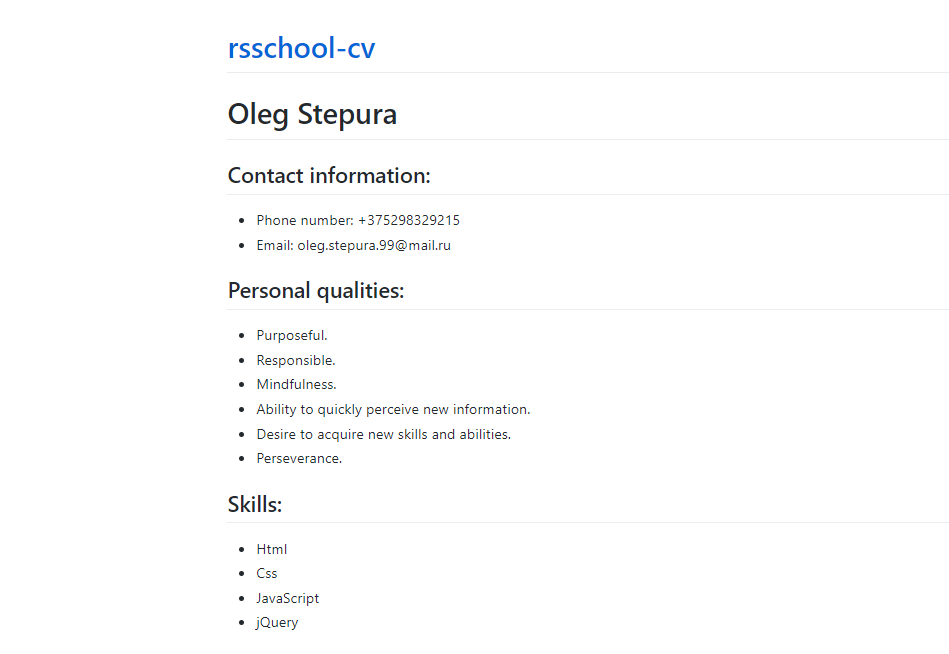 rsschool-cv
Oleg Stepura
Contact information:
Phone number: +375298329215
Email: oleg.stepura.99@mail.ru
Personal qualities:
Purposeful.
Responsible.
Mindfulness.
Ability to quickly perceive new information.
Desire to acquire new skills and abilities.
Perseverance.
Skills:
Html
Css
JavaScript
jQuery